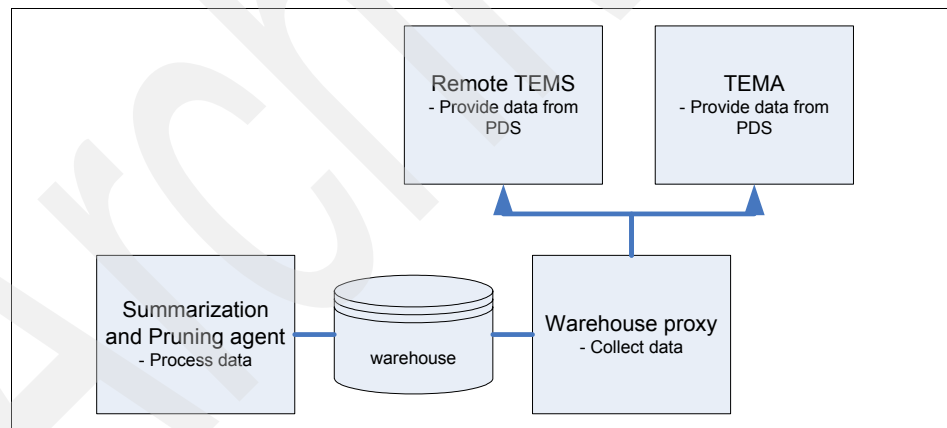 Remote TEMS
- Provide data from
PDS
TEMA
- Provide data from
PDS
Summarization
and Pruning agent
- Process data
warehouse
Warehouse proxy
- Collect data